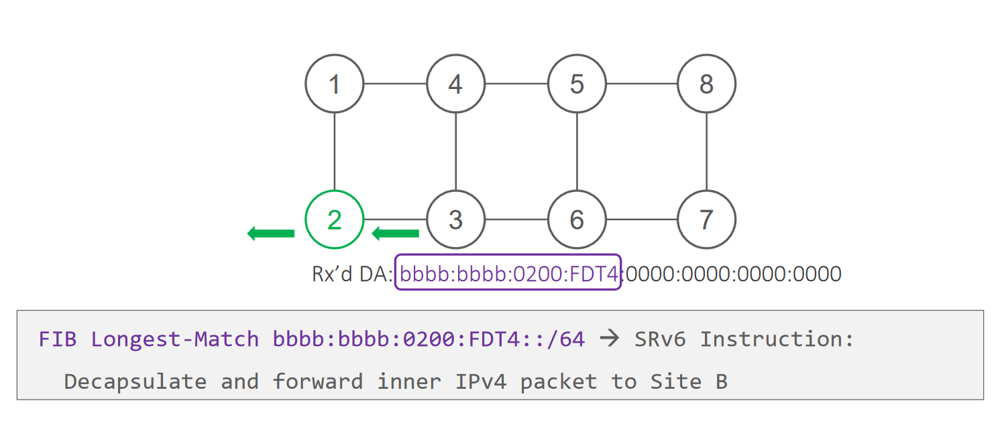 1 4 5 8
2 3 6 7
Rx’d DA: bbbb:bbbb:0200:FDT4:0000:0000:0000:0000
FIB Longest-Match bbbb:bbbb:0200:FDT4::/64 → SRv6 Instruction:
Decapsulate and forward inner IPv4 packet to Site B